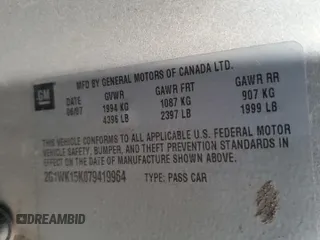 GM
MFD BY GENERAL MOTORS OF CANADA LTD.
DATE GVWR GAWR FRT GAWR RR
06/07 1994 KG 1087 KG 907 KG
4396 LB 2397 LB 1999 LB
THIS VEHICLE CONFORMS TO ALL APPLICABLE U.S. FEDERAL MOTOR
VEHICLE SAFETY, BUMPER, AND THEFT PREVENTION STANDARDS IN
EFFECT ON THE DATE OF MANUFACTURE SHOWN ABOVE.
2G1WK15K079419964 TYPE: PASS CAR
© DREAMBID